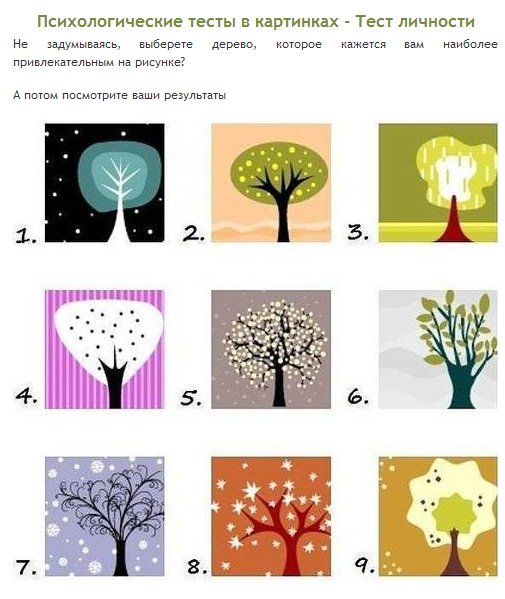 Психологические тесты в картинках - Тест личности
Не задумываясь, выберете дерево, которое кажется вам наиболее
привлекательным на рисунке?
А потом посмотрите ваши результаты
1. 2. 3.
4. 5. 6.
7. 8. 9.